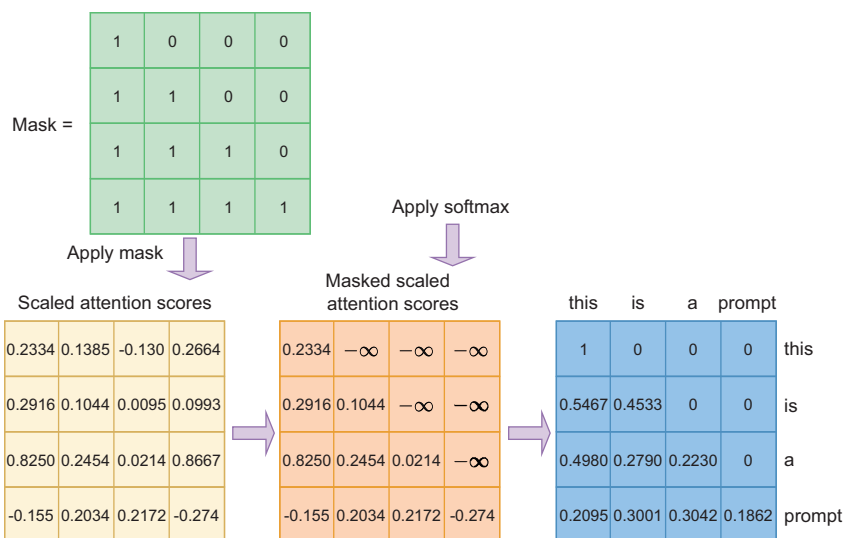 Mask =
1 0 0 0
1 1 0 0
1 1 1 0
1 1 1 1
Apply mask
Apply softmax
Scaled attention scores
0.2334 0.1385 -0.130 0.2664
0.2916 0.1044 0.0095 0.0993
0.8250 0.2454 0.0214 0.8667
-0.155 0.2034 0.2172 -0.274
Masked scaled
attention scores
0.2334 −∞ −∞ −∞
0.2916 0.1044 −∞ −∞
0.8250 0.2454 0.0214 −∞
-0.155 0.2034 0.2172 -0.274
this is a prompt
1 0 0 0 this
0.5467 0.4533 0 0 is
0.4980 0.2790 0.2230 0 a
0.2095 0.3001 0.3042 0.1862 prompt